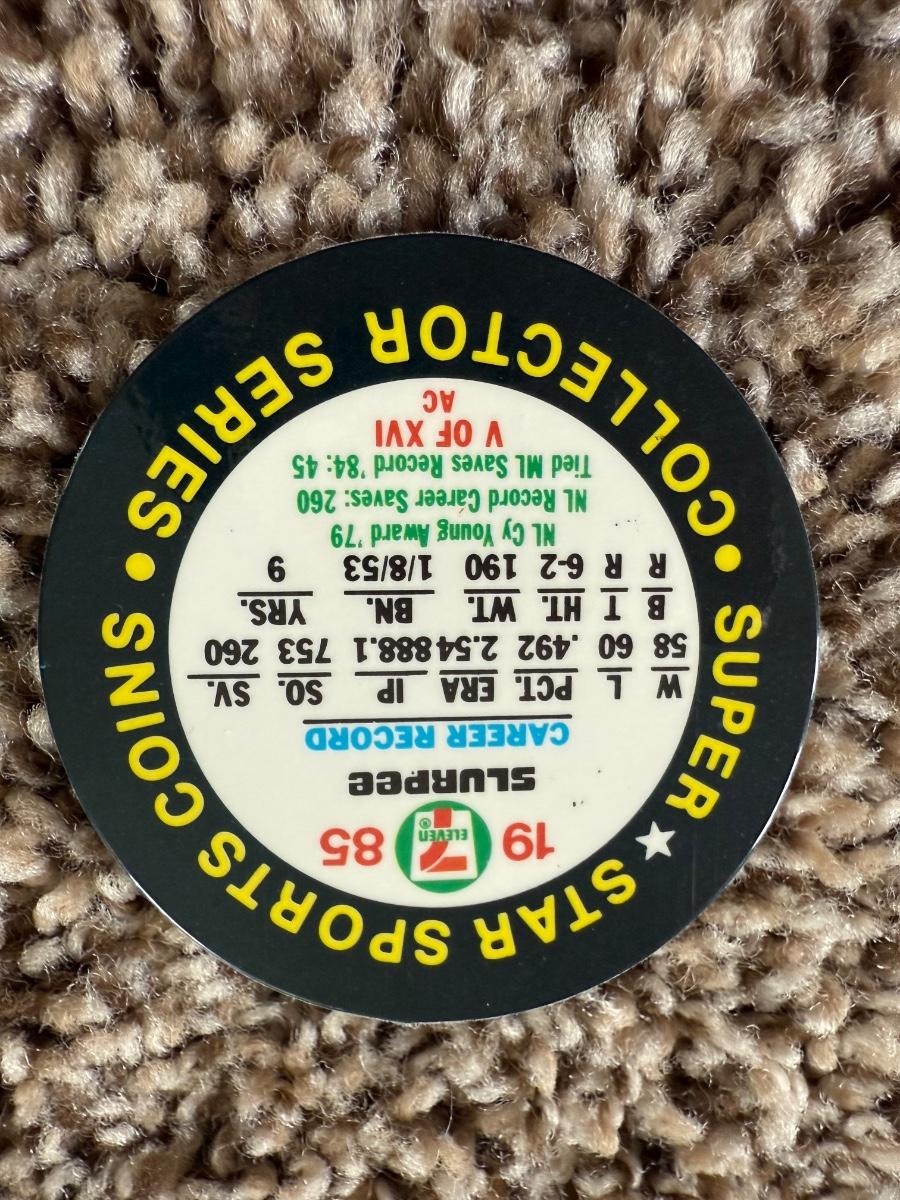 SUPER ★ STAR SPORTS COINS
19 7 ELEVEN ® 85
SLURPEE
CAREER RECORD
W L PCT. ERA IP SO. SV.
58 60 .492 2.54 888.1 753 260
B T HT. WT. BN. YRS.
R R 6-2 190 1/8/53 9
NL Cy Young Award '79
NL Record Career Saves: 260
Tied ML Saves Record '84: 45
V OF XVI
AC
• COLLECTOR SERIES •